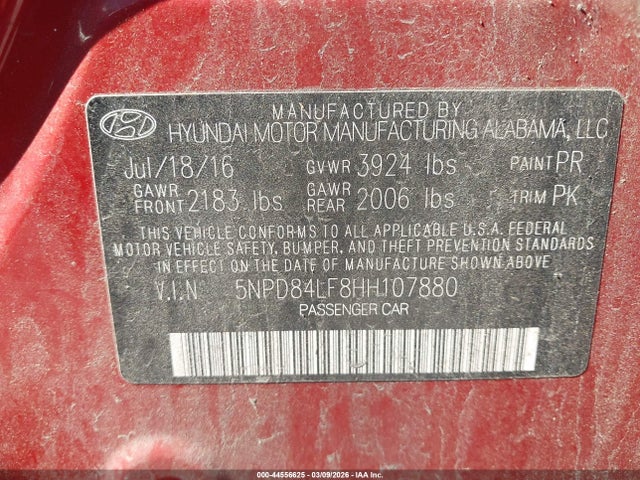 MANUFACTURED BY
HYUNDAI MOTOR MANUFACTURING ALABAMA, LLC
Jul/18/16 GVWR 3924 lbs PAINT PR
GAWR FRONT 2183 lbs GAWR REAR 2006 lbs TRIM PK
THIS VEHICLE CONFORMS TO ALL APPLICABLE U.S.A. FEDERAL
MOTOR VEHICLE SAFETY, BUMPER, AND THEFT PREVENTION STANDARDS
IN EFFECT ON THE DATE OF MANUFACTURE SHOWN ABOVE.
V.I.N 5NPD84LF8HH107880
PASSENGER CAR
000-44556625 | 03/09/2026 | IAA Inc.